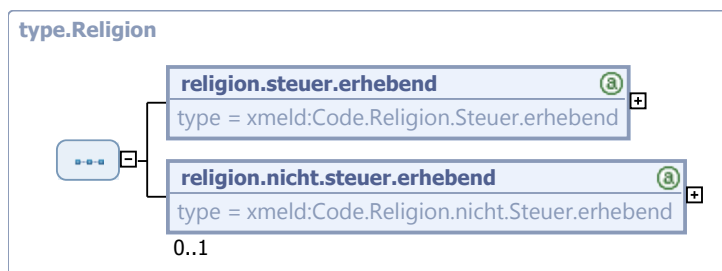 type.Religion
religion.steuer.erhebend
type = xmeld:Code.Religion.Steuer.erhebend
religion.nicht.steuer.erhebend
type = xmeld:Code.Religion.nicht.Steuer.erhebend
0..1